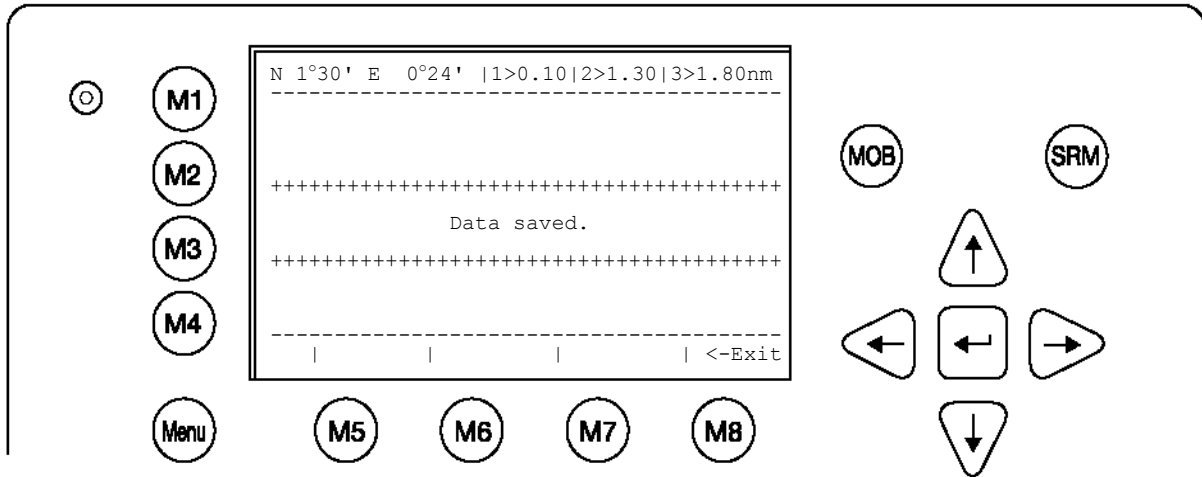 N 1°30' E  0°24' |1>0.10|2>1.30|3>1.80nm
----------------------------------------
++++++++++++++++++++++++++++++++++++++++
Data saved.
++++++++++++++++++++++++++++++++++++++++
----------------------------------------
| | | | <-Exit
M1
M2
M3
M4
Menu
M5 M6 M7 M8
MOB SRM